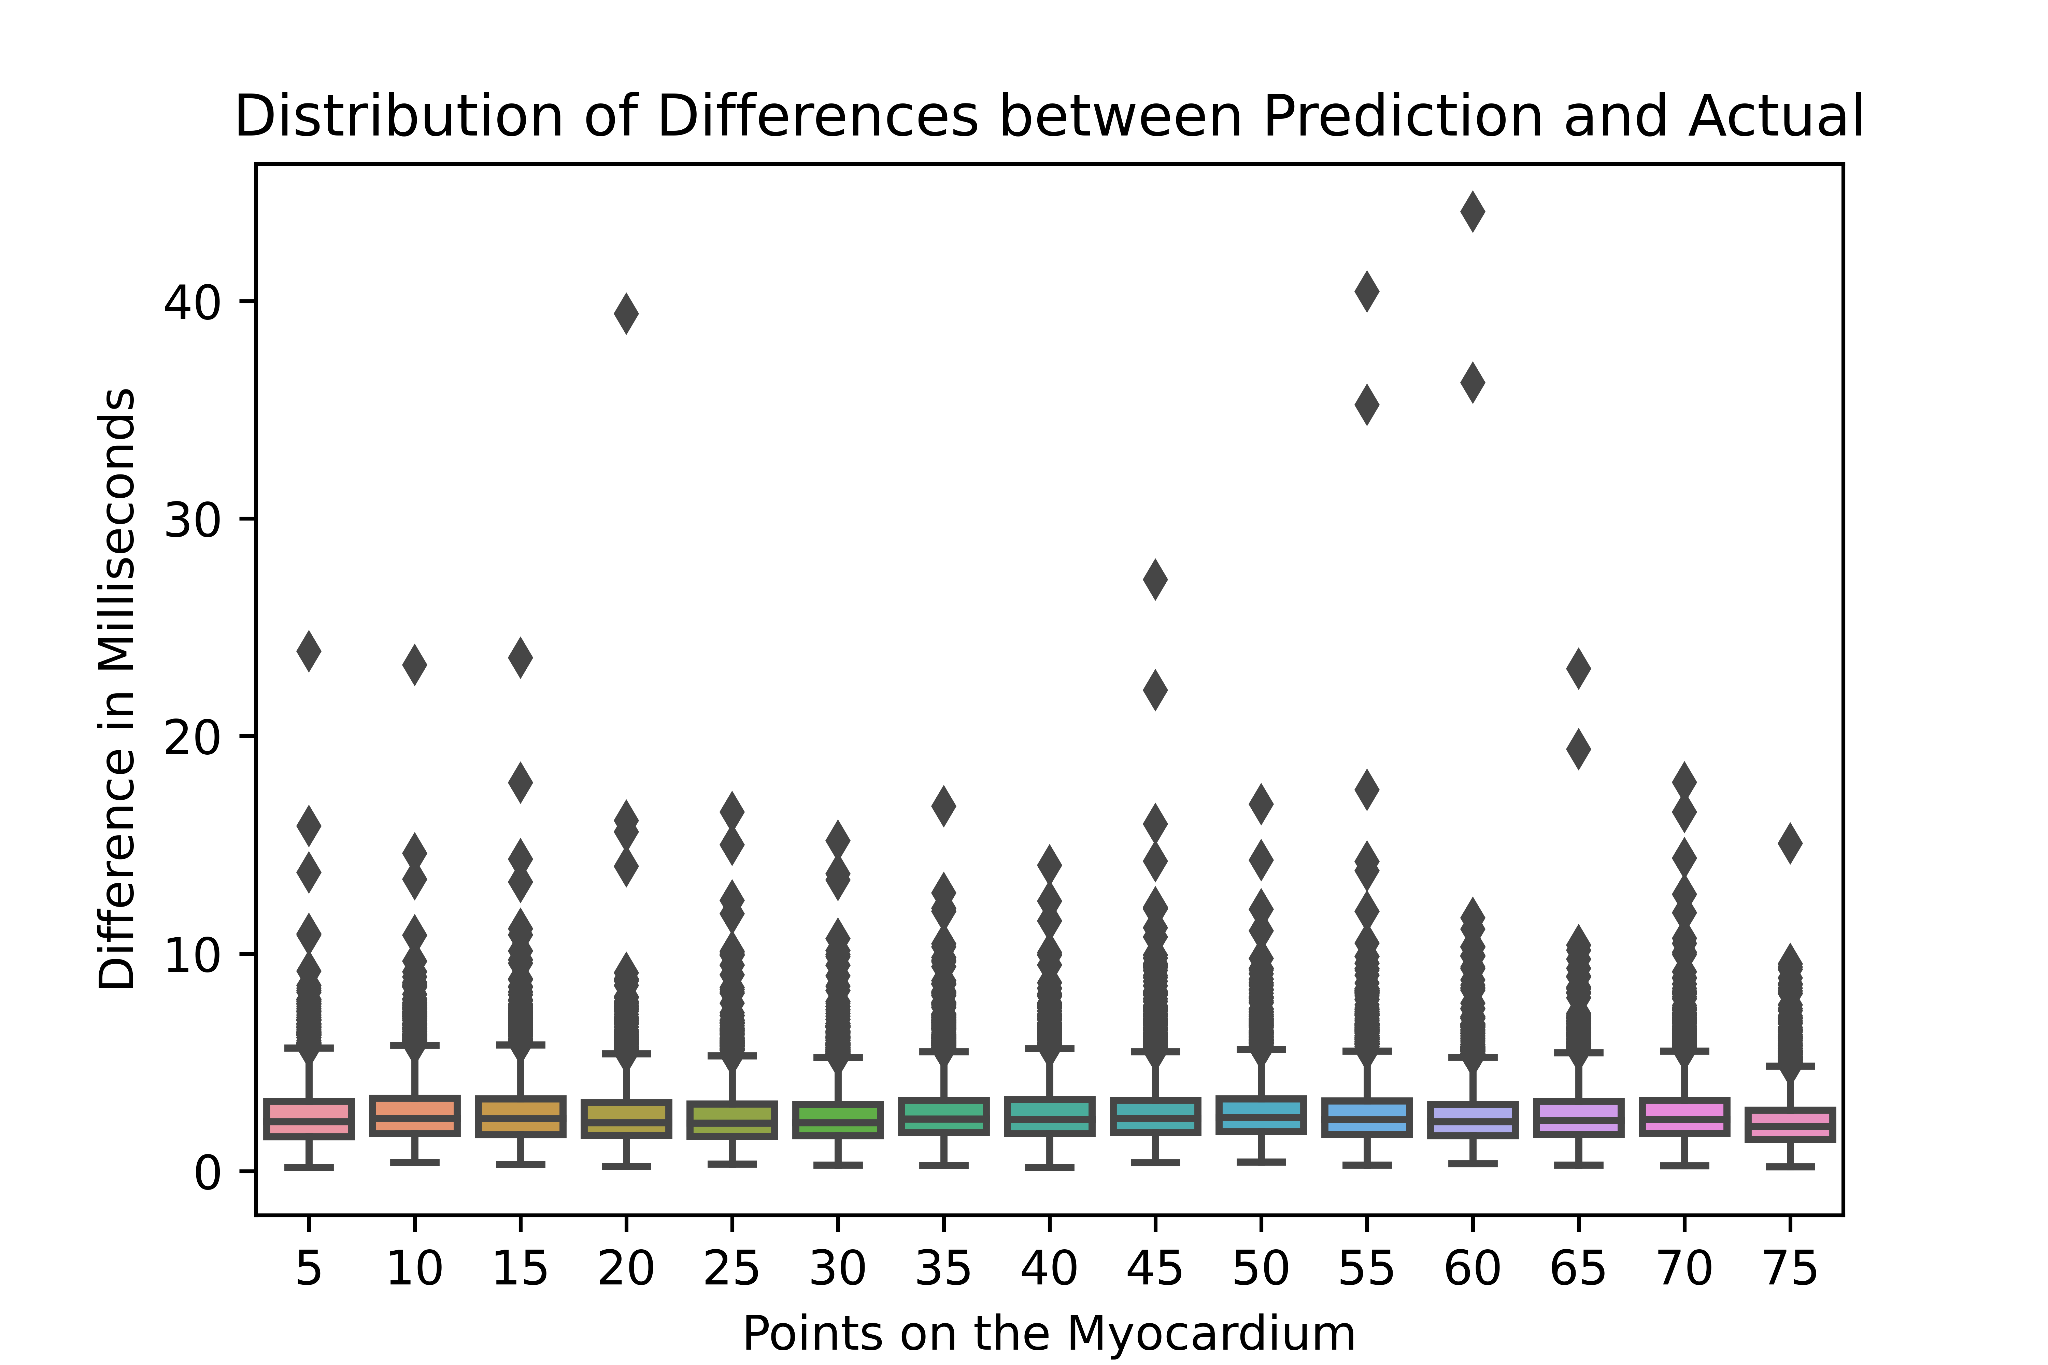 Distribution of Differences between Prediction and Actual
Difference in Milliseconds
40
30
20
10
0
5 10 15 20 25 30 35 40 45 50 55 60 65 70 75
Points on the Myocardium